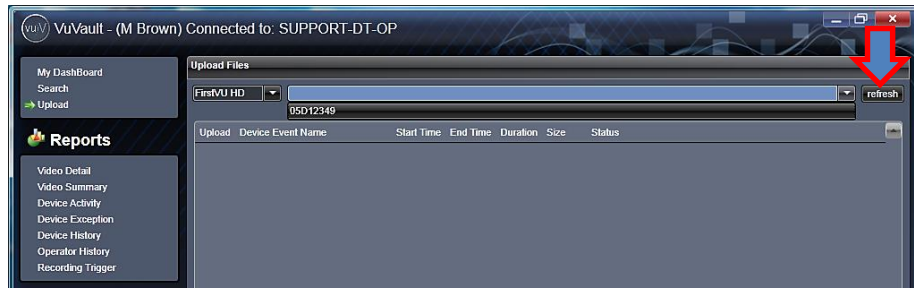 vuV VuVault - (M Brown) Connected to: SUPPORT-DT-OP
My DashBoard
Search
Upload
Reports
Video Detail
Video Summary
Device Activity
Device Exception
Device History
Operator History
Recording Trigger
Upload Files
FirstVU HD
refresh
05D12349
Upload Device Event Name Start Time End Time Duration Size Status